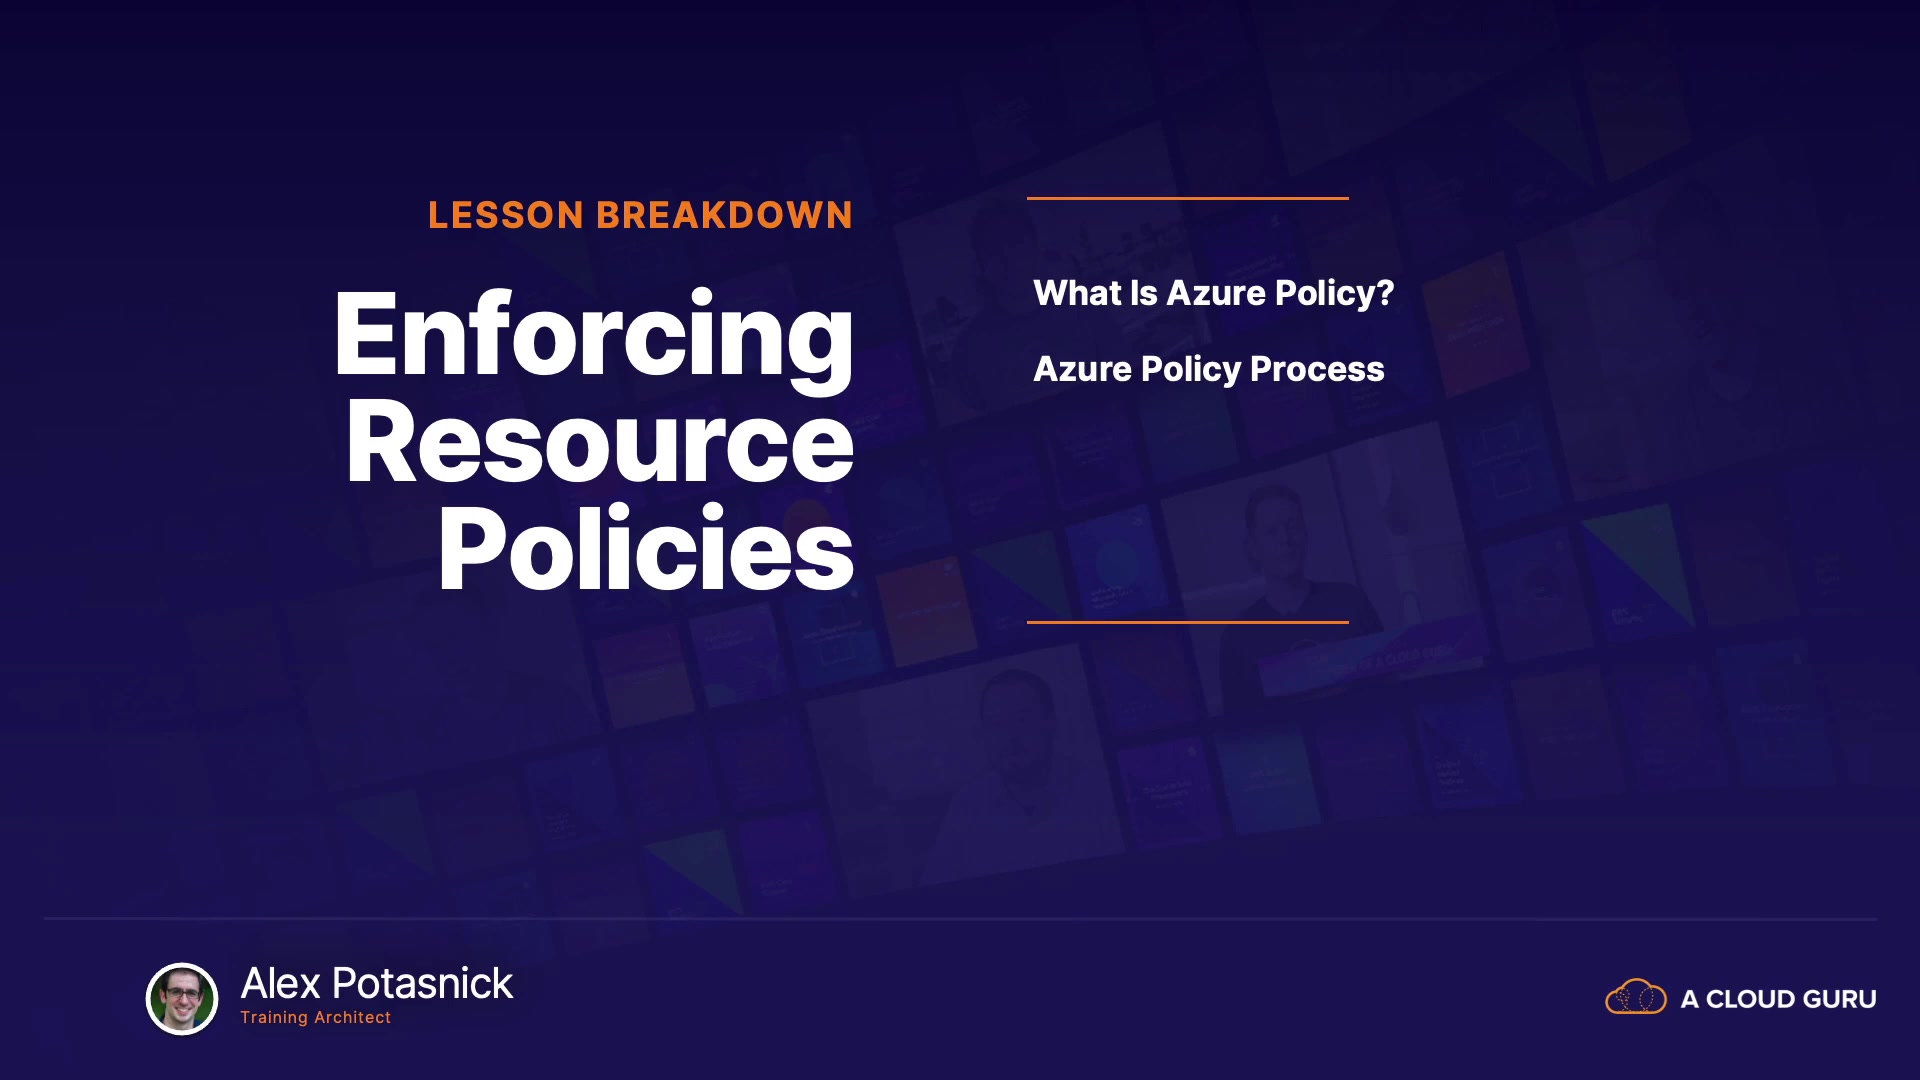 LESSON BREAKDOWN
Enforcing
Resource
Policies
What Is Azure Policy?
Azure Policy Process
Alex Potasnick
Training Architect
A CLOUD GURU